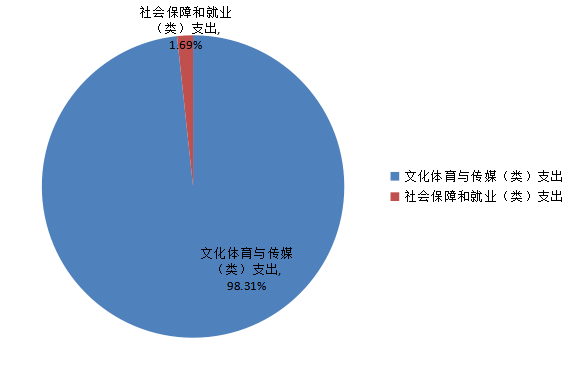 社会保障和就业
（类）支出,
1.69%
文化体育与传媒（类）支出
社会保障和就业（类）支出
文化体育与传媒
（类）支出,
98.31%